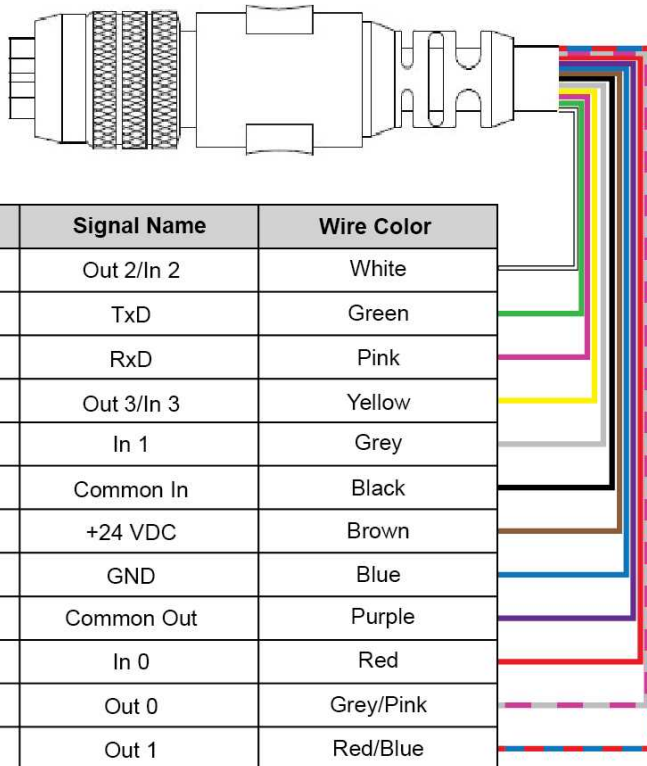 Signal Name Wire Color
Out 2/In 2 White
TxD Green
RxD Pink
Out 3/In 3 Yellow
In 1 Grey
Common In Black
+24 VDC Brown
GND Blue
Common Out Purple
In 0 Red
Out 0 Grey/Pink
Out 1 Red/Blue